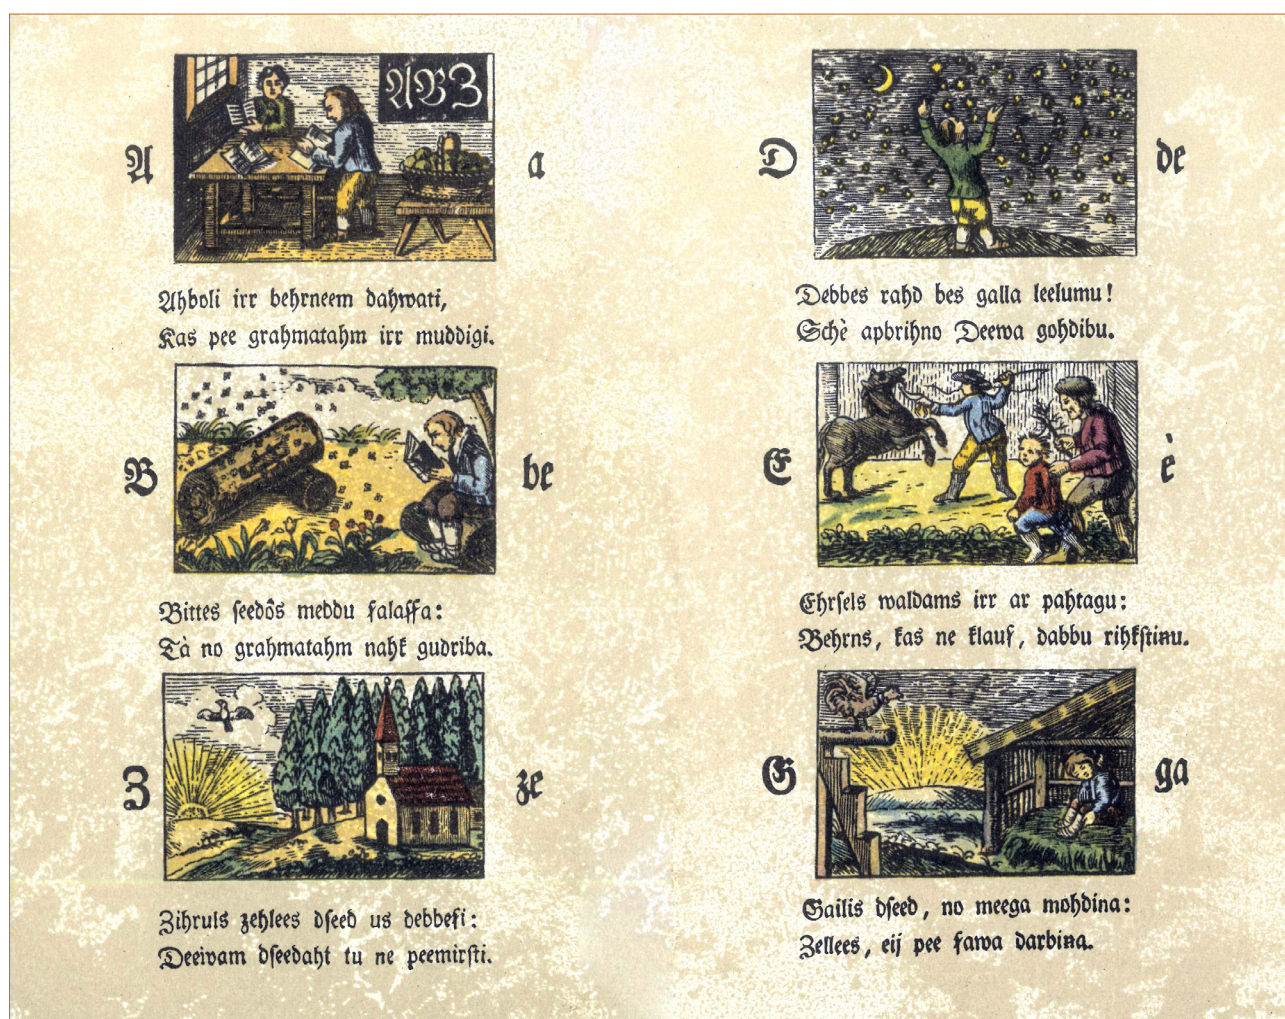 A
ABZ
a
Ahboli irr behrneem dahwati,
Kas pee grahmatahm irr muddigi.
B
be
Bittes ſeedôs meddu ſalaſſa:
Tà no grahmatahm nahk gudriba.
Z
ze
Zihruls zehlees dſeed us debbeſi:
Deewam dſeedaht tu ne peemirſti.
D
de
Debbes rahd bes galla leelumu!
Schè apbrihno Deewa gohdibu.
E
è
Ehrſels waldams irr ar pahtagu:
Behrns, kas ne klauſ, dabbu rihkſtiņu.
G
ga
Gailis dſeed, no meega mohdina:
Zellees, eij pee ſawa darbiņa.